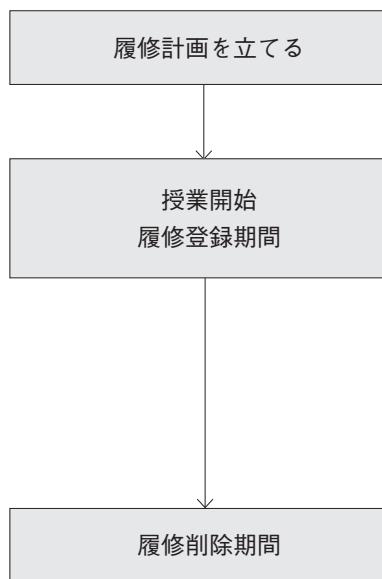 履修計画を立てる
授業開始
履修登録期間
履修削除期間